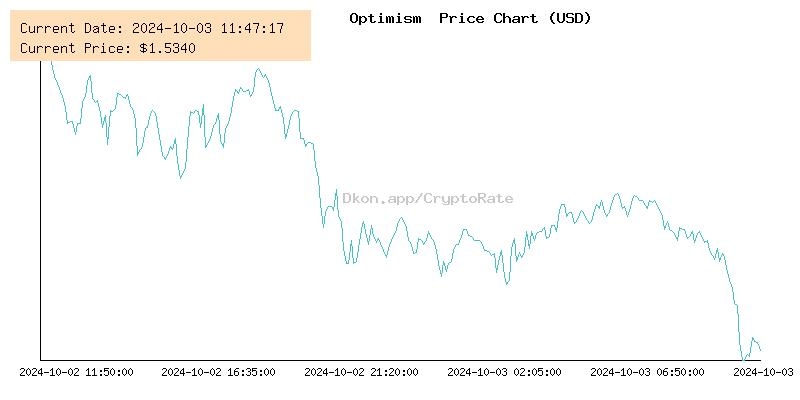 Optimism  Price Chart (USD)
Current Date: 2024-10-03 11:47:17
Current Price: $1.5340
Dkon.app/CryptoRate
2024-10-02 11:50:00 2024-10-02 16:35:00 2024-10-02 21:20:00 2024-10-03 02:05:00 2024-10-03 06:50:00 2024-10-03